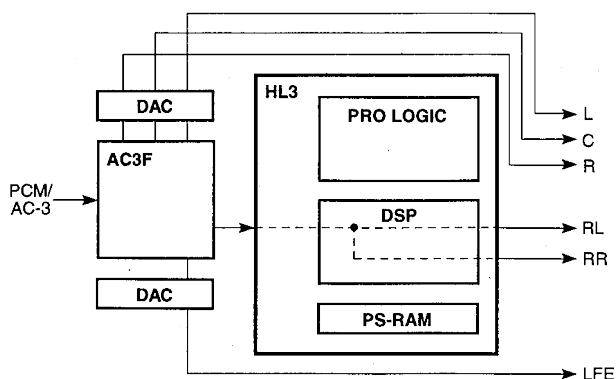 DAC
HL3
PRO LOGIC
L
C
R
AC3F
PCM/
AC-3
DSP
RL
RR
DAC
PS-RAM
LFE